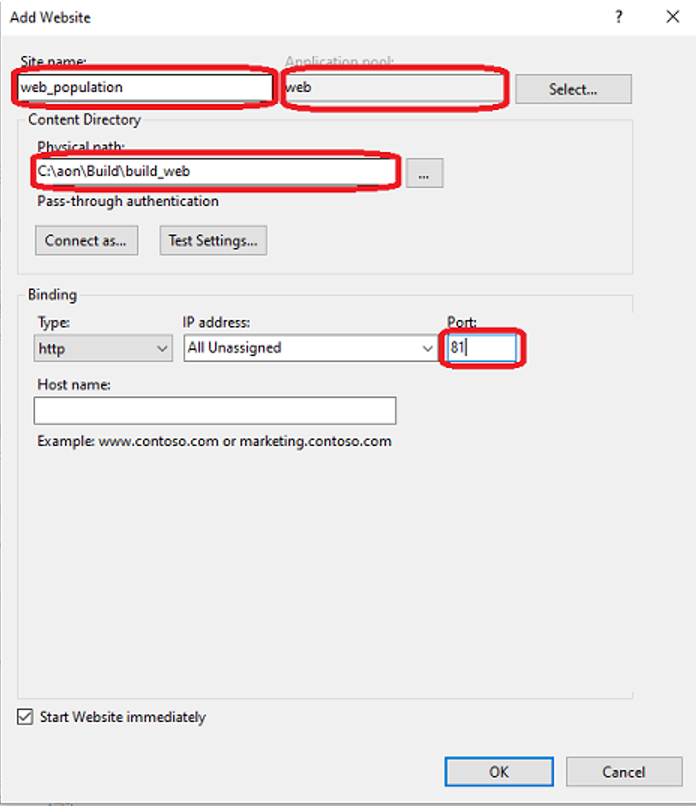 Add Website
? X
Site name: Application pool:
web_population web Select...
Content Directory
Physical path:
C:\aon\Build\build_web ...
Pass-through authentication
Connect as... Test Settings...
Binding
Type: IP address: Port:
http All Unassigned 81
Host name:
Example: www.contoso.com or marketing.contoso.com
Start Website immediately
OK Cancel